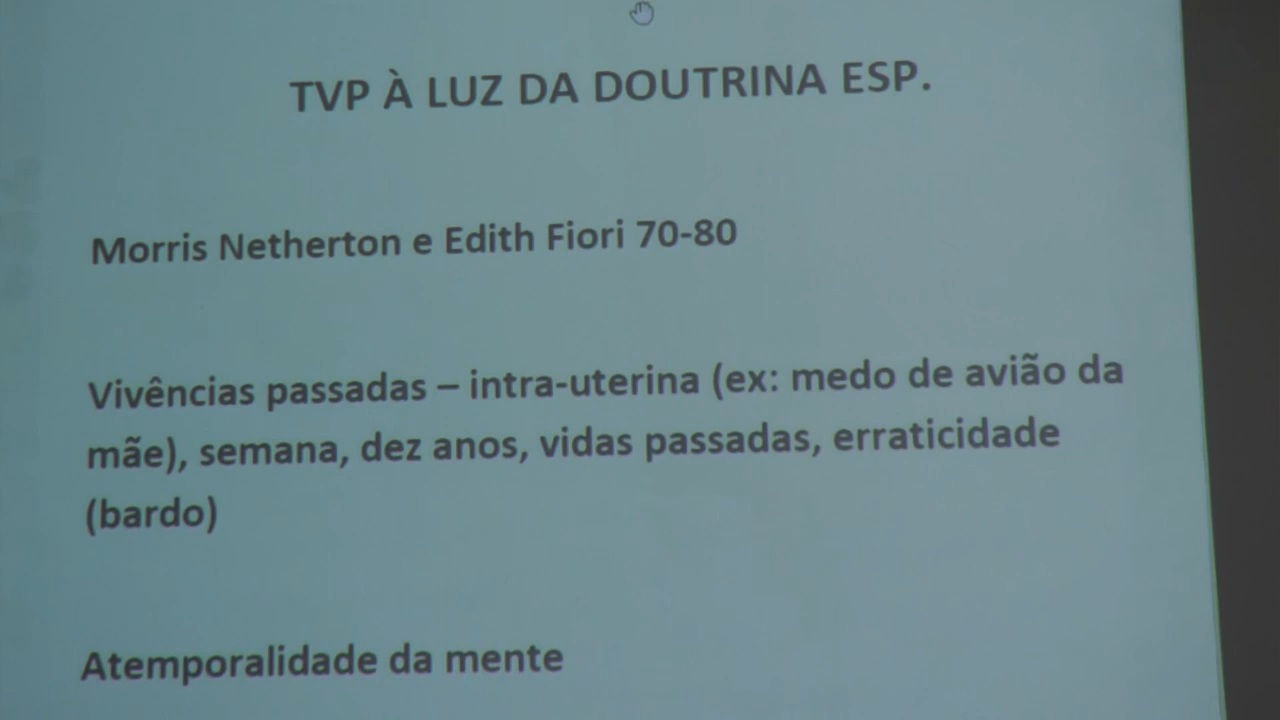 TVP À LUZ DA DOUTRINA ESP.
Morris Netherton e Edith Fiori 70-80
Vivências passadas – intra-uterina (ex: medo de avião da
mãe), semana, dez anos, vidas passadas, erraticidade
(bardo)
Atemporalidade da mente